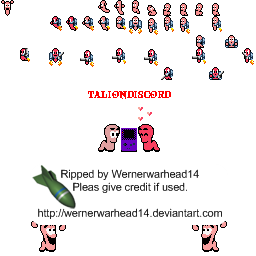 TALIONDISCORD
Ripped by Wernerwarhead14
Pleas give credit if used.
http://wernerwarhead14.deviantart.com